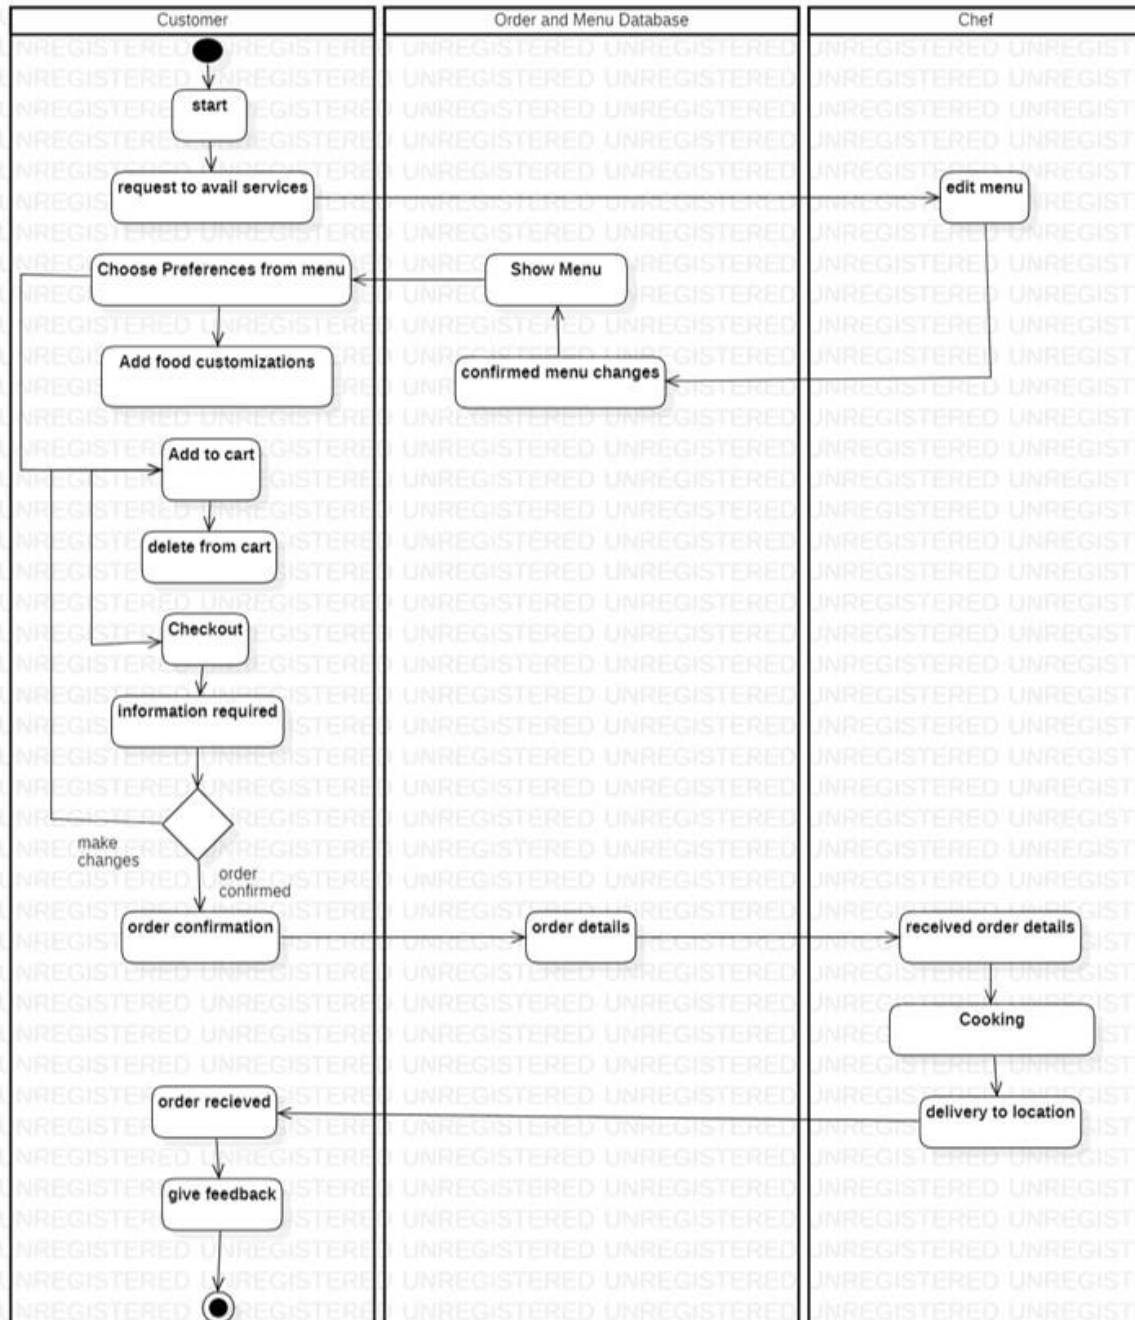 Customer
Order and Menu Database
Chef
start
request to avail services
edit menu
Choose Preferences from menu
Show Menu
Add food customizations
confirmed menu changes
Add to cart
delete from cart
Checkout
information required
make
changes
order
confirmed
order confirmation
order details
received order details
Cooking
order recieved
delivery to location
give feedback
UNREGISTERED